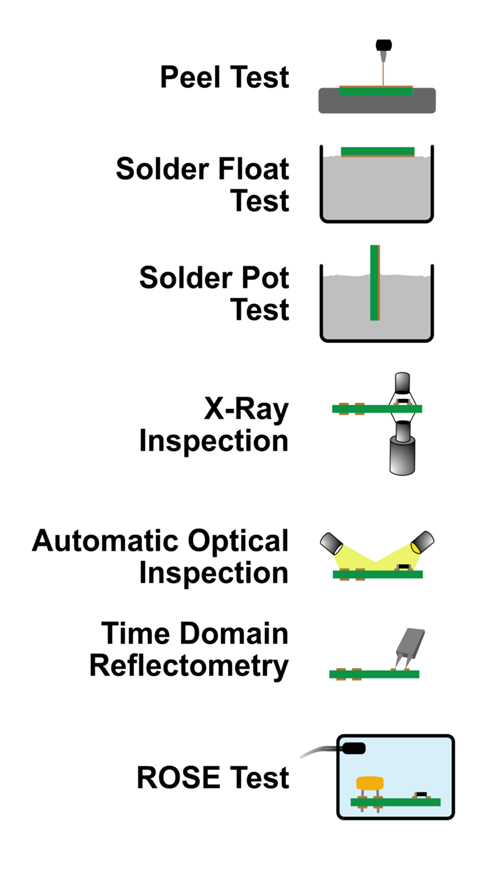 Peel Test
Solder Float
Test
Solder Pot
Test
X-Ray
Inspection
Automatic Optical
Inspection
Time Domain
Reflectometry
ROSE Test